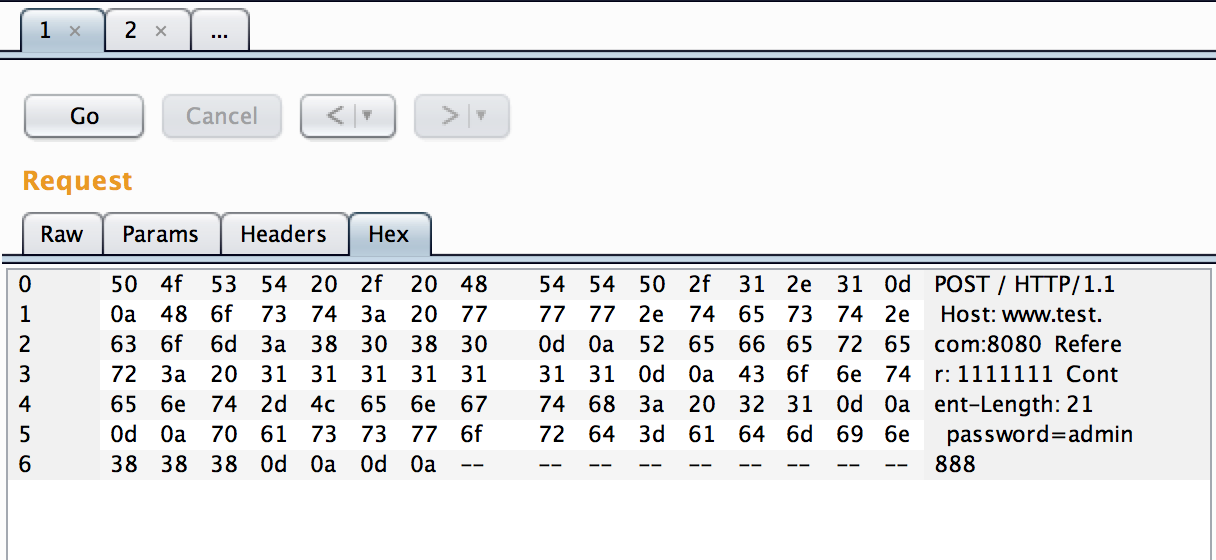 1 × 2 × ...
Go Cancel < ▼ > ▼
Request
Raw Params Headers Hex
0 50 4f 53 54 20 2f 20 48 54 54 50 2f 31 2e 31 0d POST / HTTP/1.1
1 0a 48 6f 73 74 3a 20 77 77 77 2e 74 65 73 74 2e Host: www.test.
2 63 6f 6d 3a 38 30 38 30 0d 0a 52 65 66 65 72 65 com:8080 Refere
3 72 3a 20 31 31 31 31 31 31 31 0d 0a 43 6f 6e 74 r: 1111111 Cont
4 65 6e 74 2d 4c 65 6e 67 74 68 3a 20 32 31 0d 0a ent-Length: 21
5 0d 0a 70 61 73 73 77 6f 72 64 3d 61 64 6d 69 6e password=admin
6 38 38 38 0d 0a 0d 0a -- -- -- -- -- -- -- -- -- 888